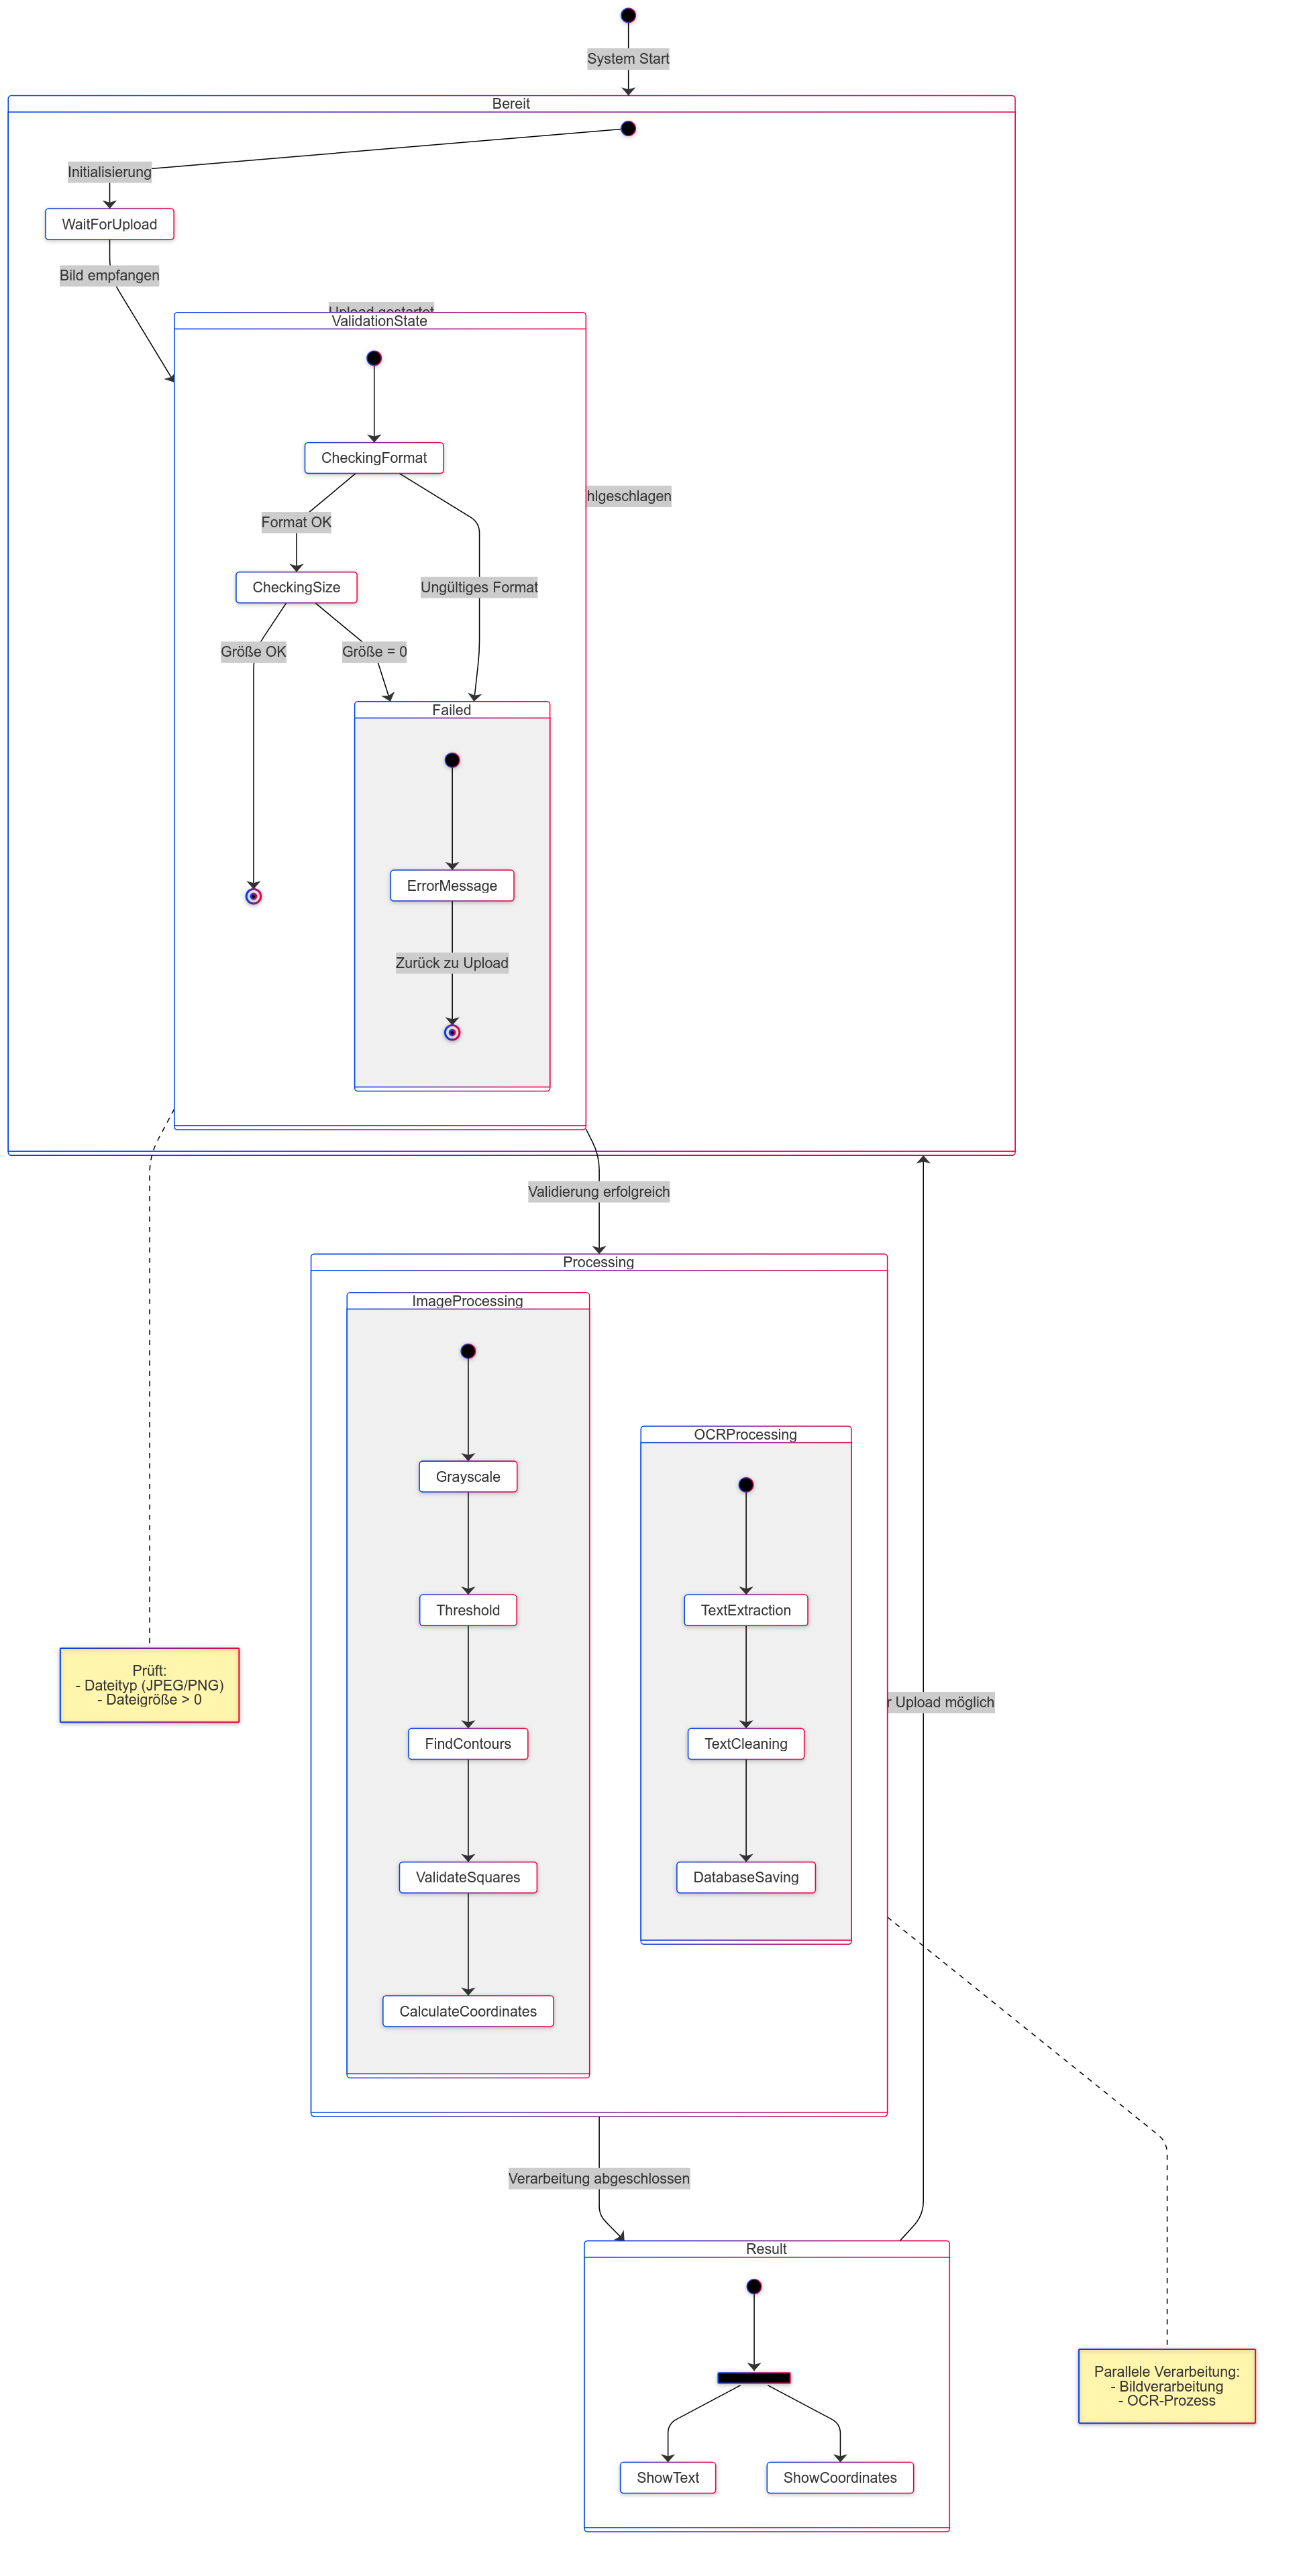 System Start
Bereit
Initialisierung
WaitForUpload
Bild empfangen
Upload gestartet
ValidationState
CheckingFormat
hlgeschlagen
Format OK
CheckingSize
Ungültiges Format
Größe OK
Größe = 0
Failed
ErrorMessage
Zurück zu Upload
Validierung erfolgreich
Processing
ImageProcessing
OCRProcessing
Grayscale
Threshold
TextExtraction
Prüft:
- Dateityp (JPEG/PNG)
- Dateigröße > 0
r Upload möglich
FindContours
TextCleaning
ValidateSquares
DatabaseSaving
CalculateCoordinates
Verarbeitung abgeschlossen
Result
Parallele Verarbeitung:
- Bildverarbeitung
- OCR-Prozess
ShowText
ShowCoordinates